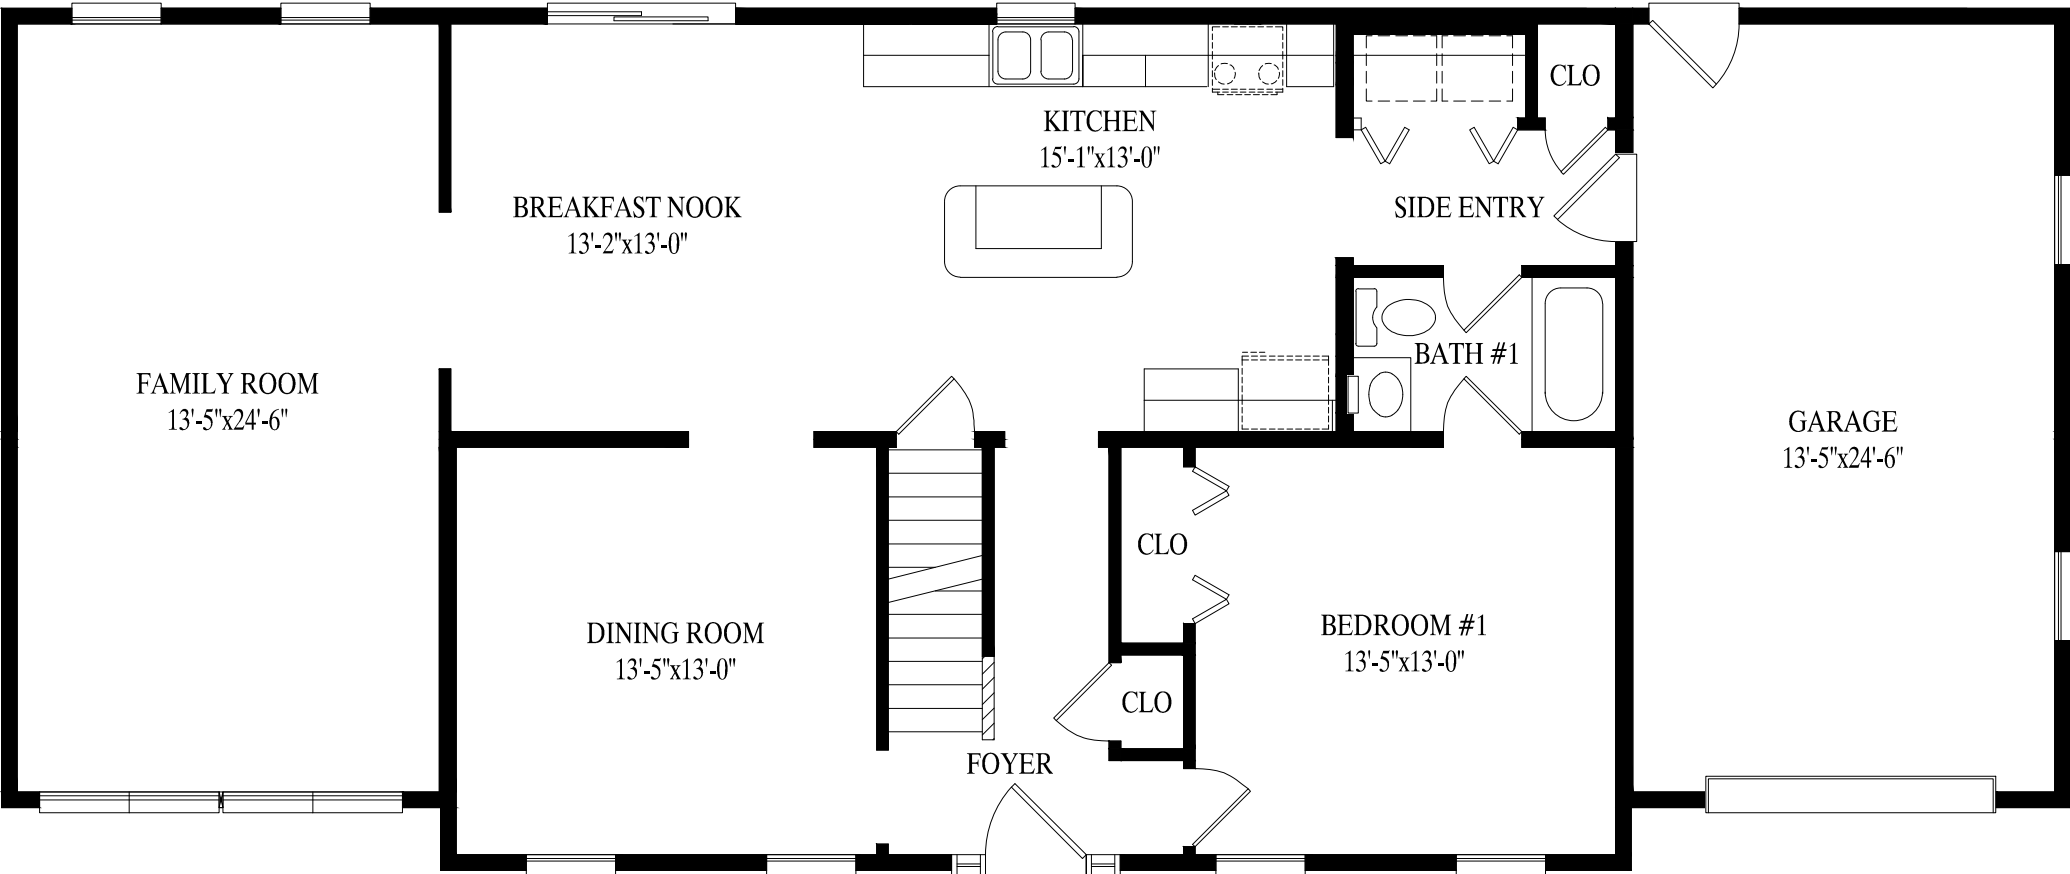 CLO
KITCHEN
15'-1"x13'-0"
BREAKFAST NOOK
13'-2"x13'-0"
SIDE ENTRY
BATH #1
FAMILY ROOM
13'-5"x24'-6"
GARAGE
13'-5"x24'-6"
CLO
DINING ROOM
13'-5"x13'-0"
BEDROOM #1
13'-5"x13'-0"
CLO
FOYER